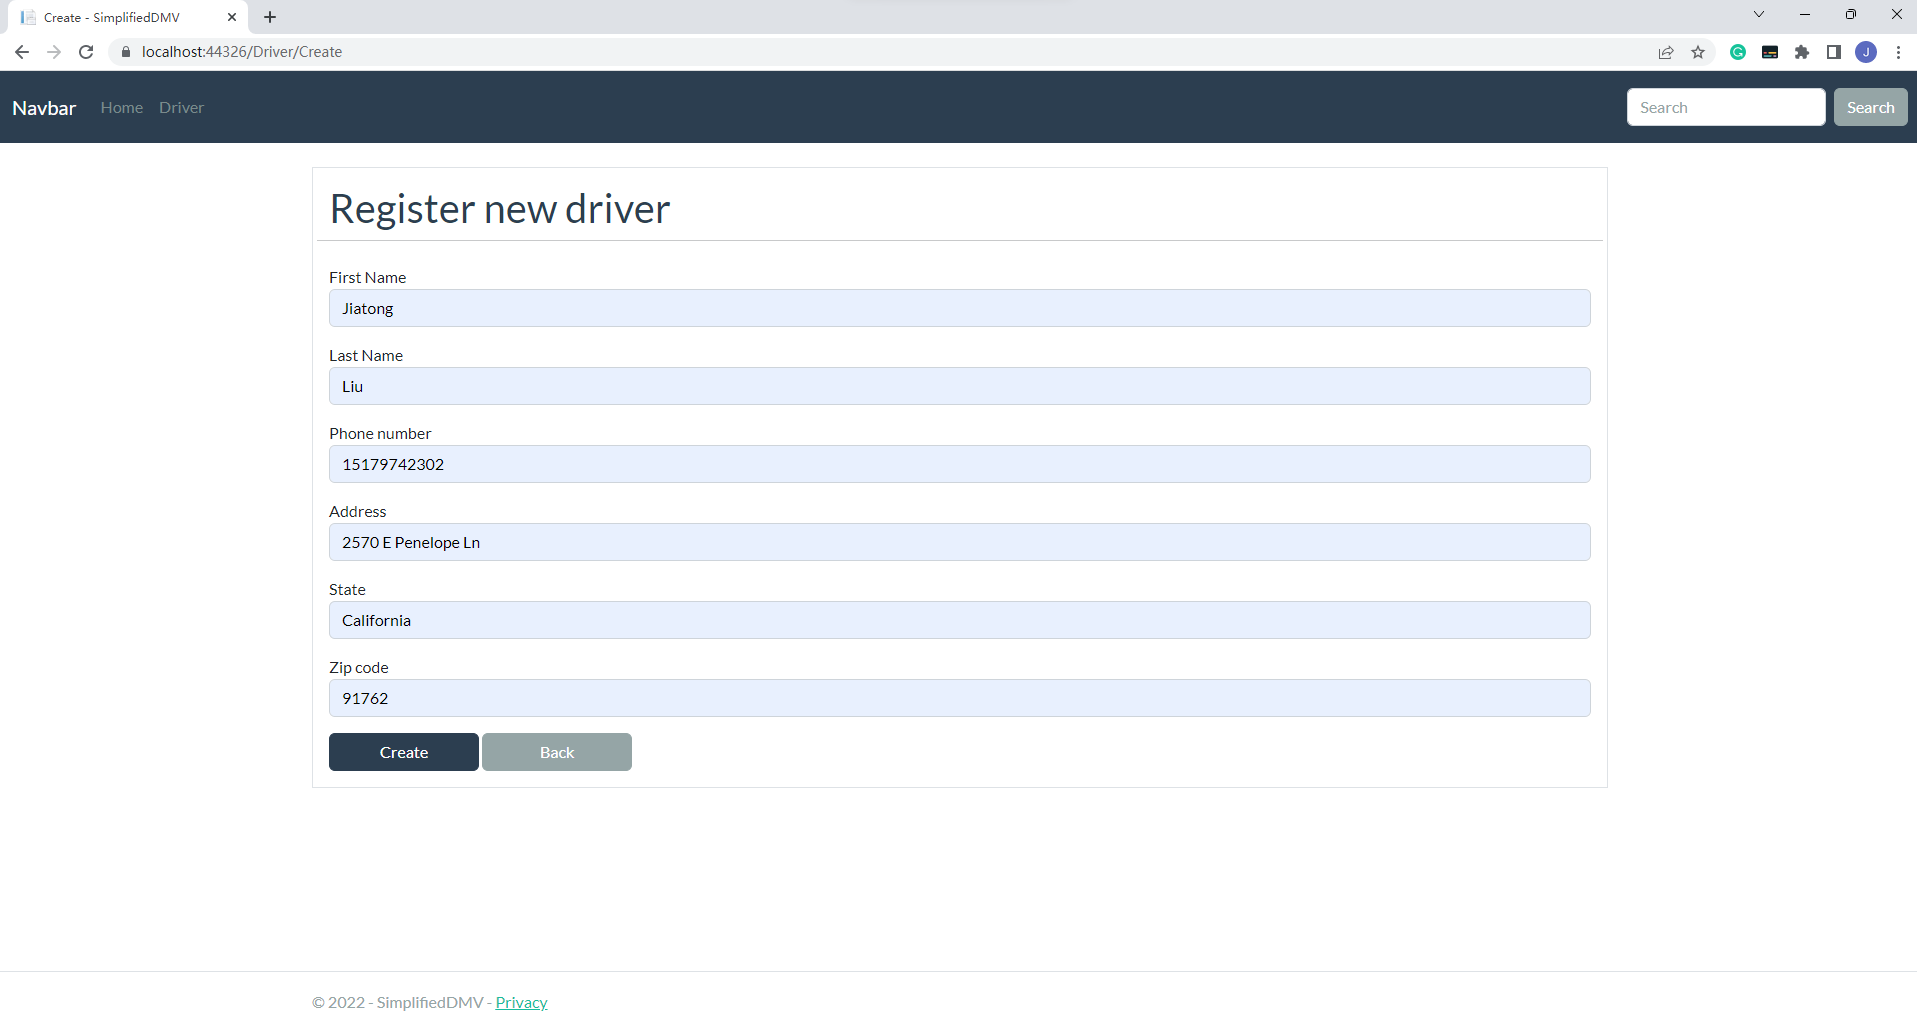 Create - SimplifiedDMV
localhost:44326/Driver/Create
J
Navbar Home Driver Search Search
Register new driver
First Name
Jiatong
Last Name
Liu
Phone number
15179742302
Address
2570 E Penelope Ln
State
California
Zip code
91762
Create Back
© 2022 - SimplifiedDMV - Privacy